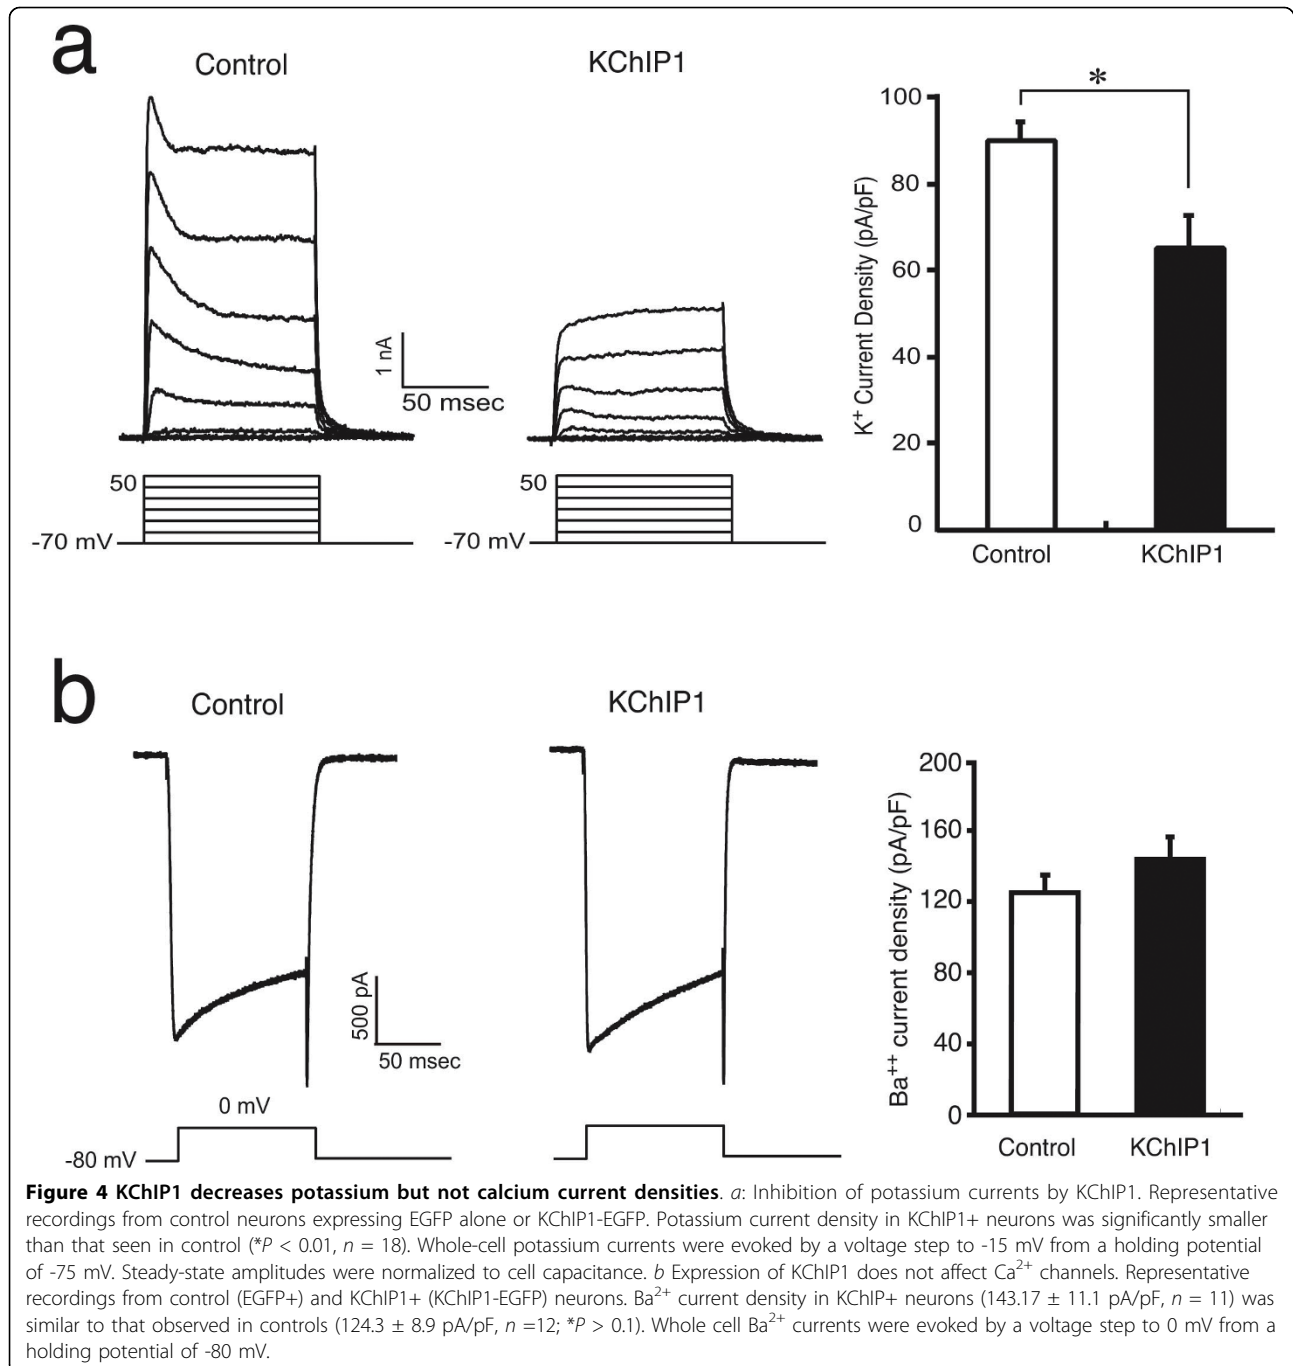 a
Control
KChIP1
*
100
80
60
40
20
0
K+ Current Density (pA/pF)
1 nA
50 msec
50
-70 mV
50
-70 mV
Control
KChIP1
b
Control
KChIP1
200
160
120
80
40
0
Ba++ current density (pA/pF)
500 pA
50 msec
0 mV
-80 mV
Control
KChIP1
Figure 4 KChIP1 decreases potassium but not calcium current densities. a: Inhibition of potassium currents by KChIP1. Representative
recordings from control neurons expressing EGFP alone or KChIP1-EGFP. Potassium current density in KChIP1+ neurons was significantly smaller
than that seen in control (*P < 0.01, n = 18). Whole-cell potassium currents were evoked by a voltage step to -15 mV from a holding potential
of -75 mV. Steady-state amplitudes were normalized to cell capacitance. b Expression of KChIP1 does not affect Ca2+ channels. Representative
recordings from control (EGFP+) and KChIP1+ (KChIP1-EGFP) neurons. Ba2+ current density in KChIP+ neurons (143.17 ± 11.1 pA/pF, n = 11) was
similar to that observed in controls (124.3 ± 8.9 pA/pF, n =12; *P > 0.1). Whole cell Ba2+ currents were evoked by a voltage step to 0 mV from a
holding potential of -80 mV.